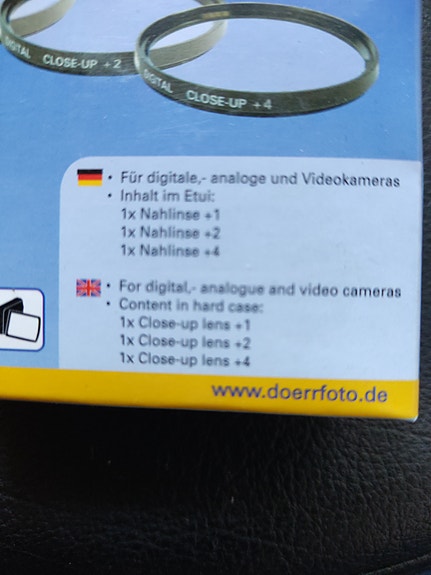 DIGITAL CLOSE-UP +2
DIGITAL CLOSE-UP +4
• Für digitale,- analoge und Videokameras
• Inhalt im Etui:
1x Nahlinse +1
1x Nahlinse +2
1x Nahlinse +4
• For digital,- analogue and video cameras
• Content in hard case:
1x Close-up lens +1
1x Close-up lens +2
1x Close-up lens +4
www.doerrfoto.de